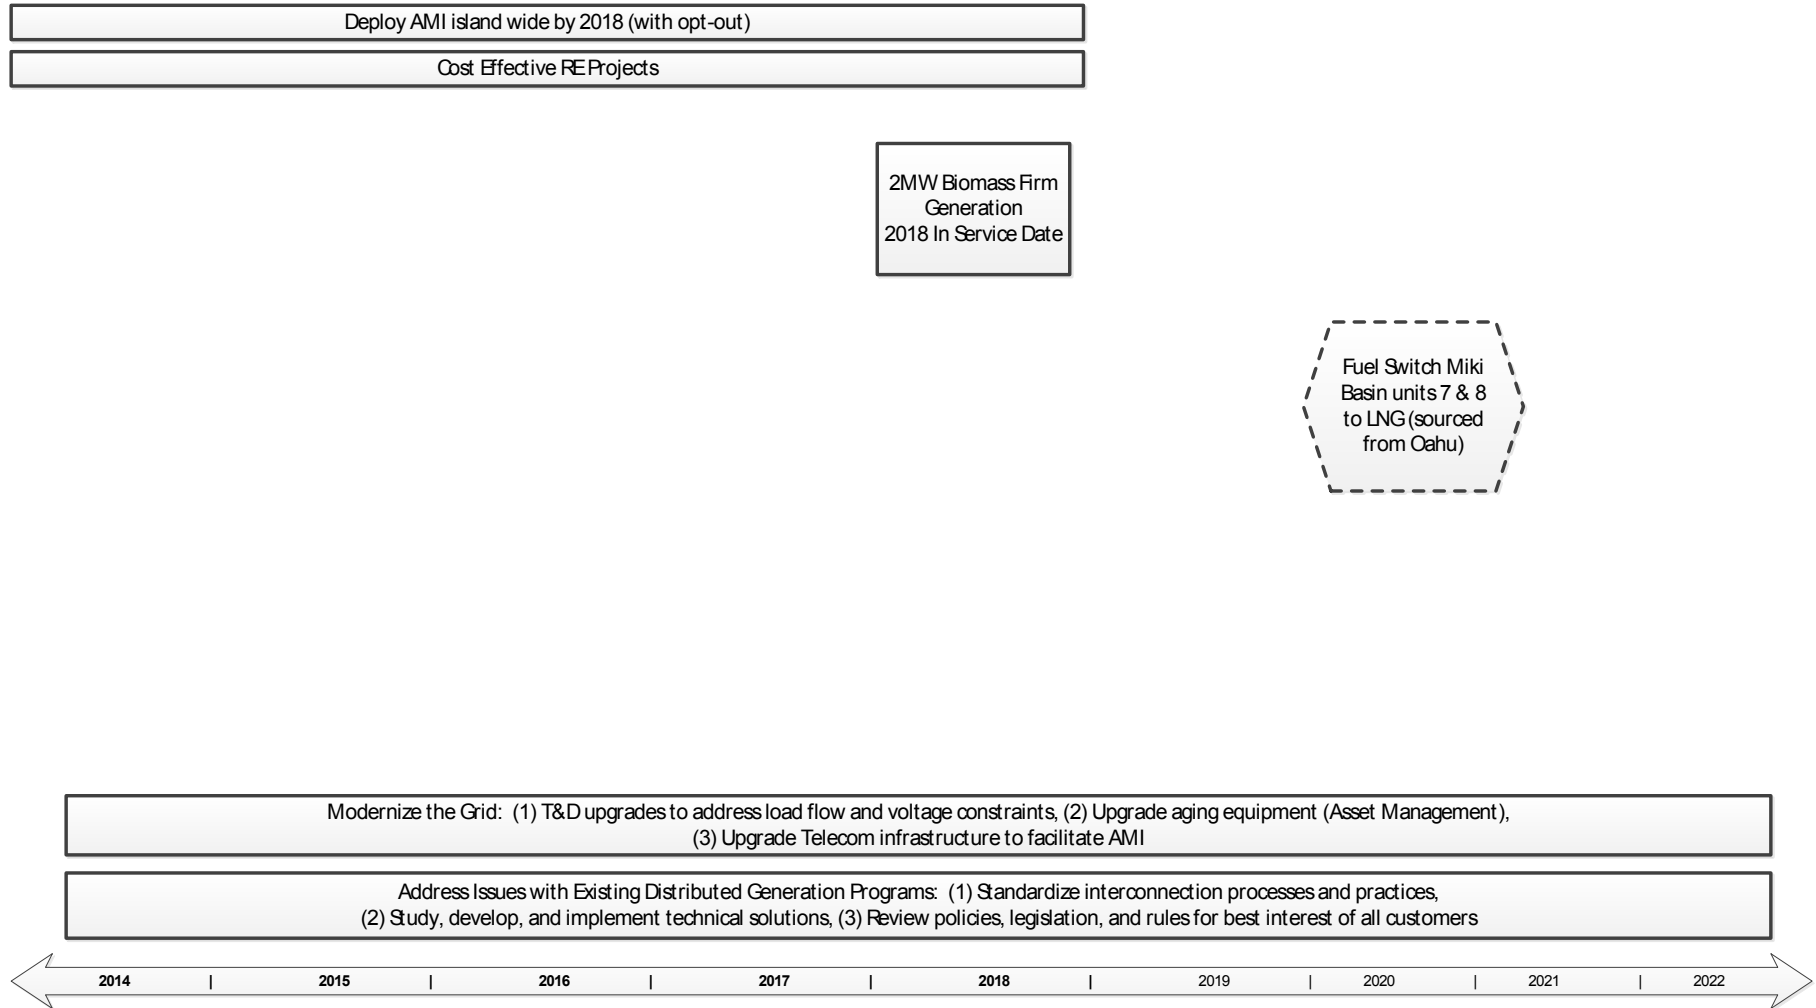 Deploy AMI island wide by 2018 (with opt-out)
Cost Effective RE Projects
2MW Biomass Firm
Generation
2018 In Service Date
Fuel Switch Miki
Basin units 7 & 8
to LNG (sourced
from Oahu)
Modernize the Grid: (1) T&D upgrades to address load flow and voltage constraints, (2) Upgrade aging equipment (Asset Management),
(3) Upgrade Telecom infrastructure to facilitate AMI
Address Issues with Existing Distributed Generation Programs: (1) Standardize interconnection processes and practices,
(2) Study, develop, and implement technical solutions, (3) Review policies, legislation, and rules for best interest of all customers
2014 | 2015 | 2016 | 2017 | 2018 | 2019 | 2020 | 2021 | 2022